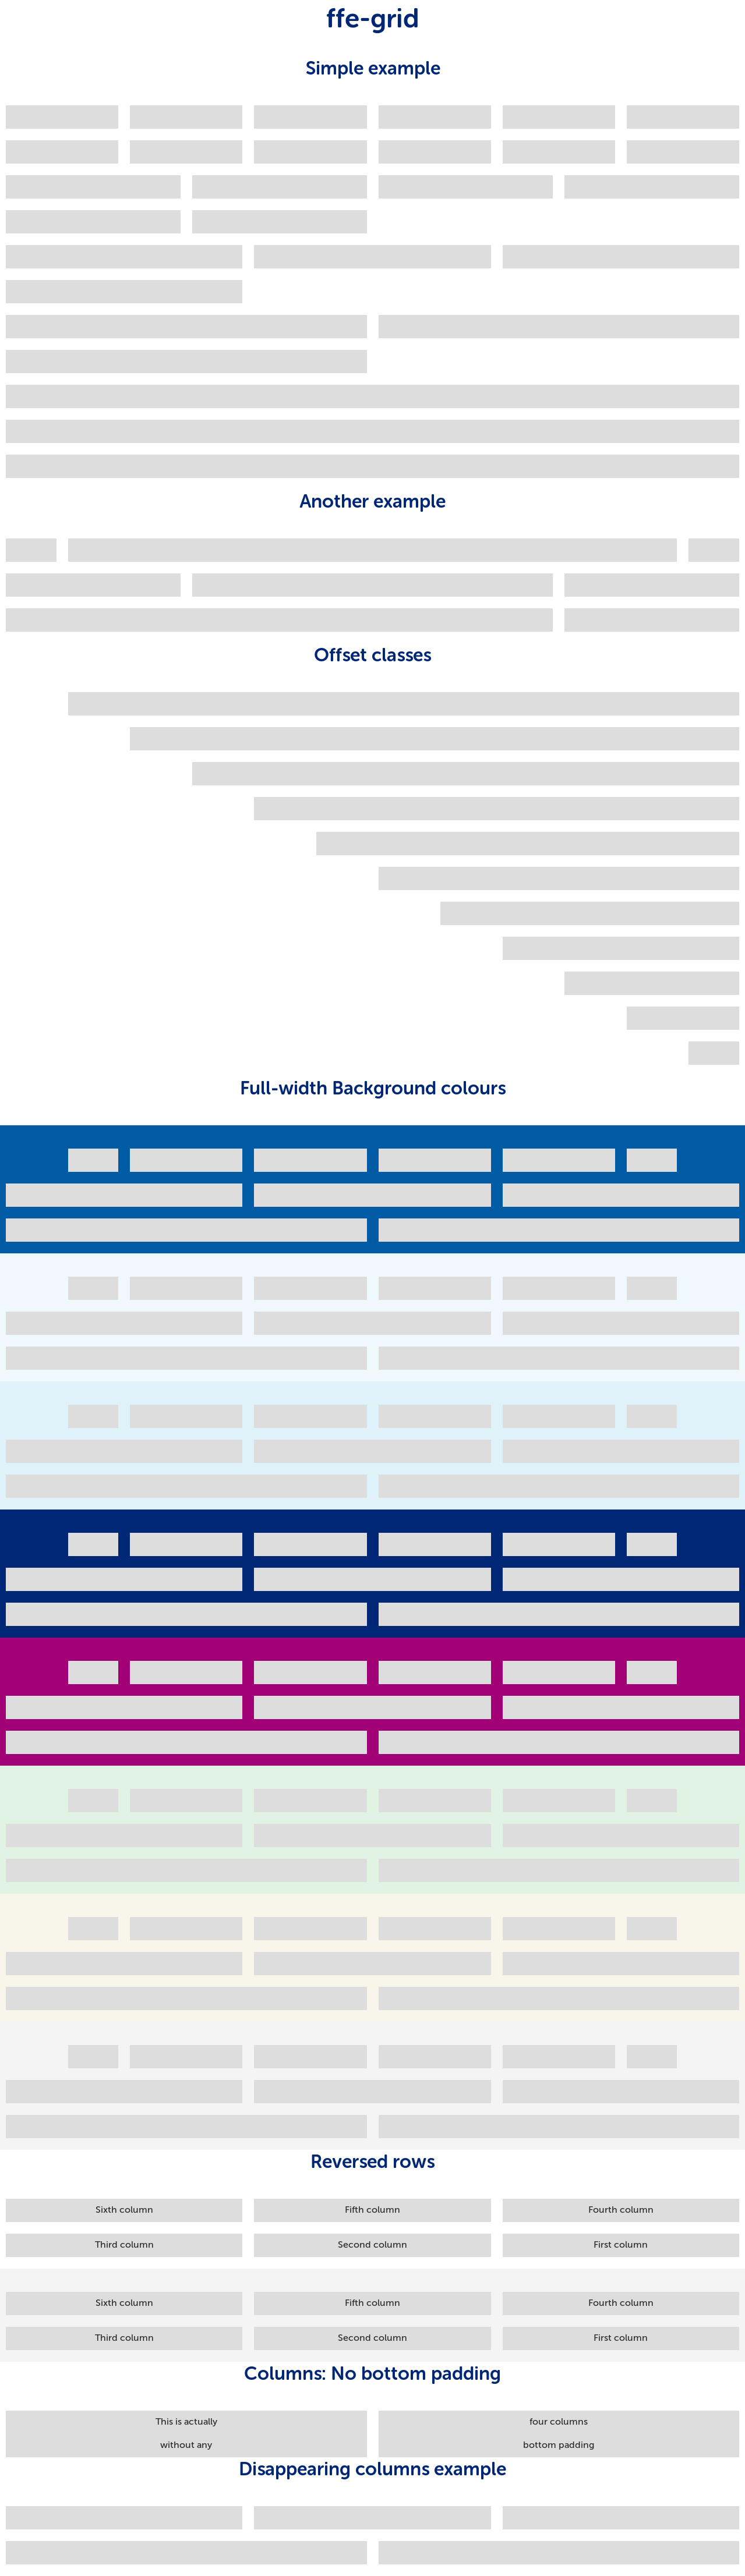 ffe-grid
Simple example
Another example
Offset classes
Full-width Background colours
Reversed rows
Sixth column Fifth column Fourth column
Third column Second column First column
Sixth column Fifth column Fourth column
Third column Second column First column
Columns: No bottom padding
This is actually four columns
without any bottom padding
Disappearing columns example